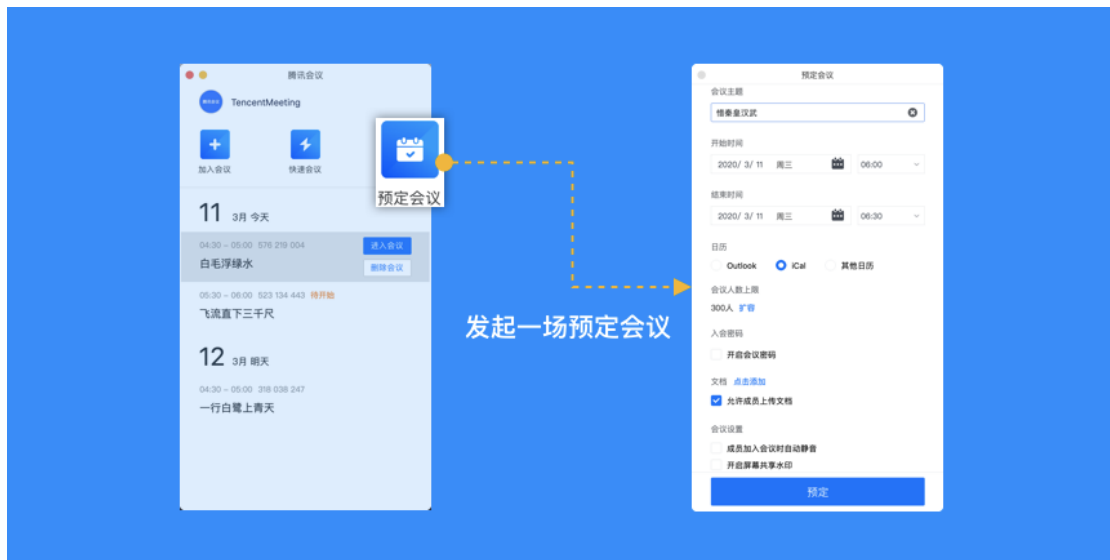 腾讯会议
TencentMeeting
加入会议
快速会议
预定会议
11 3月 今天
04:30 – 05:00 576 219 004
进入会议
白毛浮绿水
删除会议
05:30 – 06:00 523 134 443 待开始
飞流直下三千尺
12 3月 明天
04:30 – 05:00 318 038 247
一行白鹭上青天
发起一场预定会议
预定会议
会议主题
惜秦皇汉武
开始时间
2020/ 3/ 11 周三 06:00
结束时间
2020/ 3/ 11 周三 06:30
日历
Outlook iCal 其他日历
会议人数上限
300人 扩容
入会密码
开启会议密码
文档 点击添加
允许成员上传文档
会议设置
成员加入会议时自动静音
开启屏幕共享水印
预定